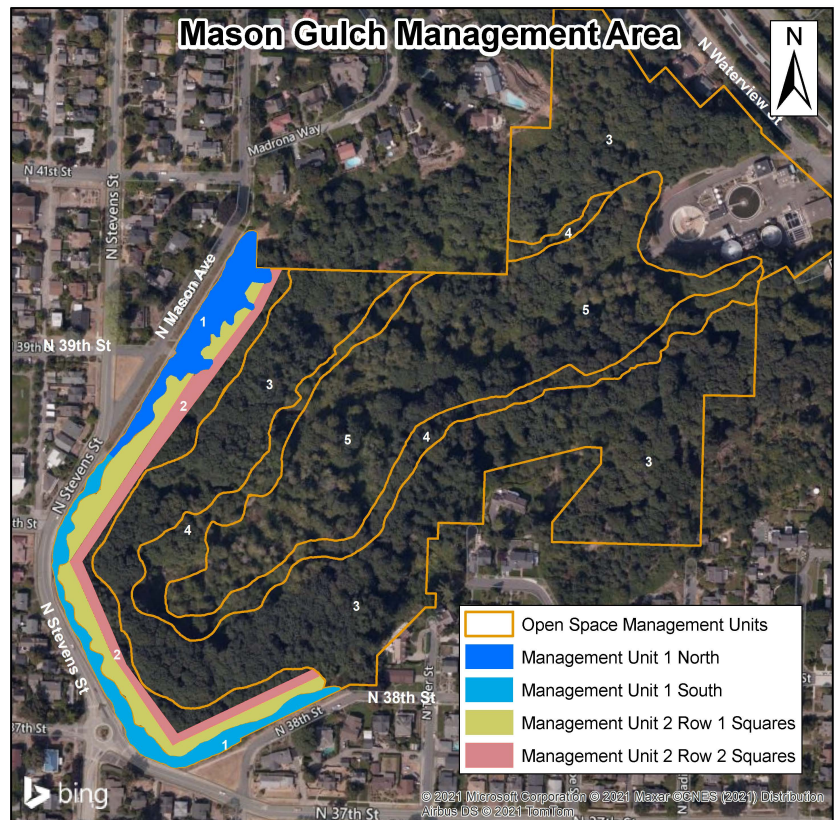 Mason Gulch Management Area
N
N Waterview St
Madrona Way
N 41st St
N Stevens St
N Mason Ave
N 39th St
N Stevens St
N Stevens St
N 38th St
N 38th St
N 37th St
3
4
5
1
3
2
5
4
3
4
3
2
1
Open Space Management Units
Management Unit 1 North
Management Unit 1 South
Management Unit 2 Row 1 Squares
Management Unit 2 Row 2 Squares
bing
© 2021 Microsoft Corporation © 2021 Maxar ©CNES (2021) Distribution
Airbus DS © 2021 TomTom